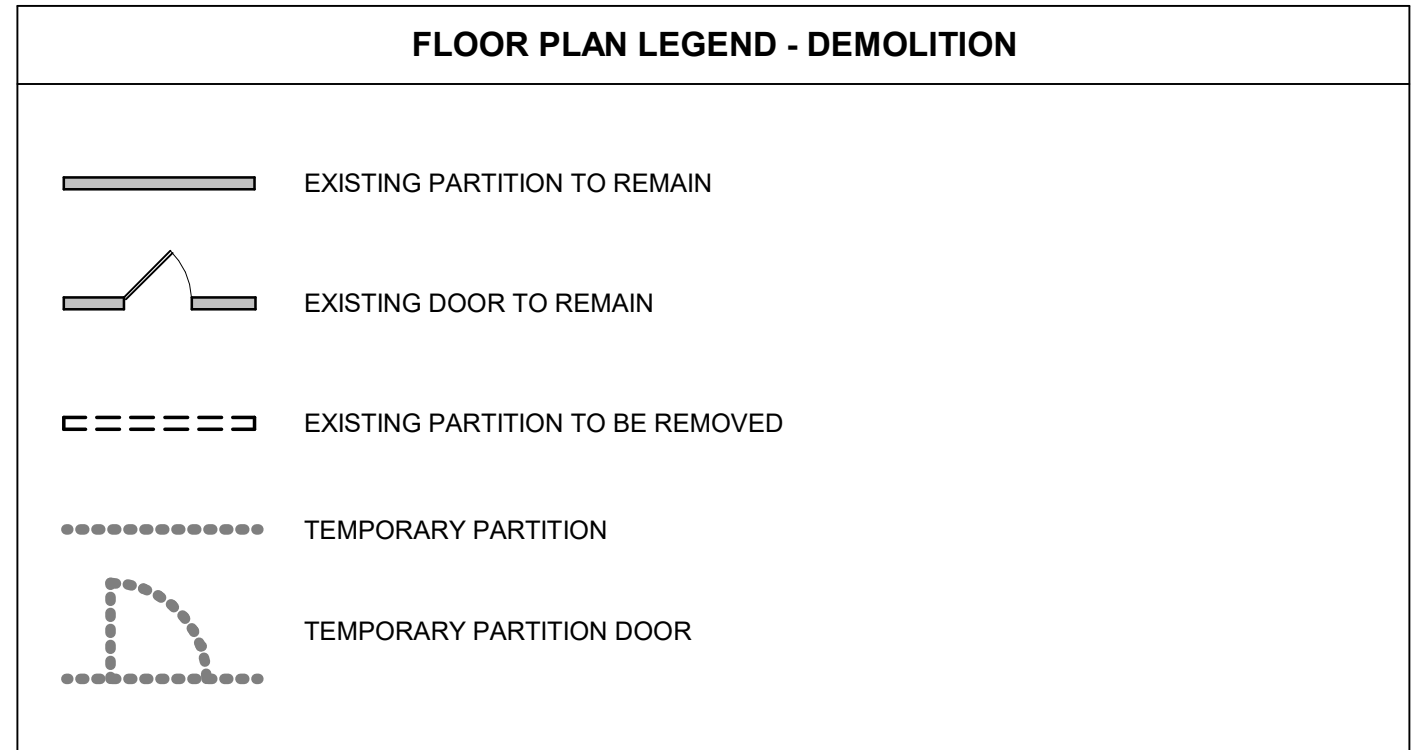 FLOOR PLAN LEGEND - DEMOLITION
EXISTING PARTITION TO REMAIN
EXISTING DOOR TO REMAIN
EXISTING PARTITION TO BE REMOVED
TEMPORARY PARTITION
TEMPORARY PARTITION DOOR